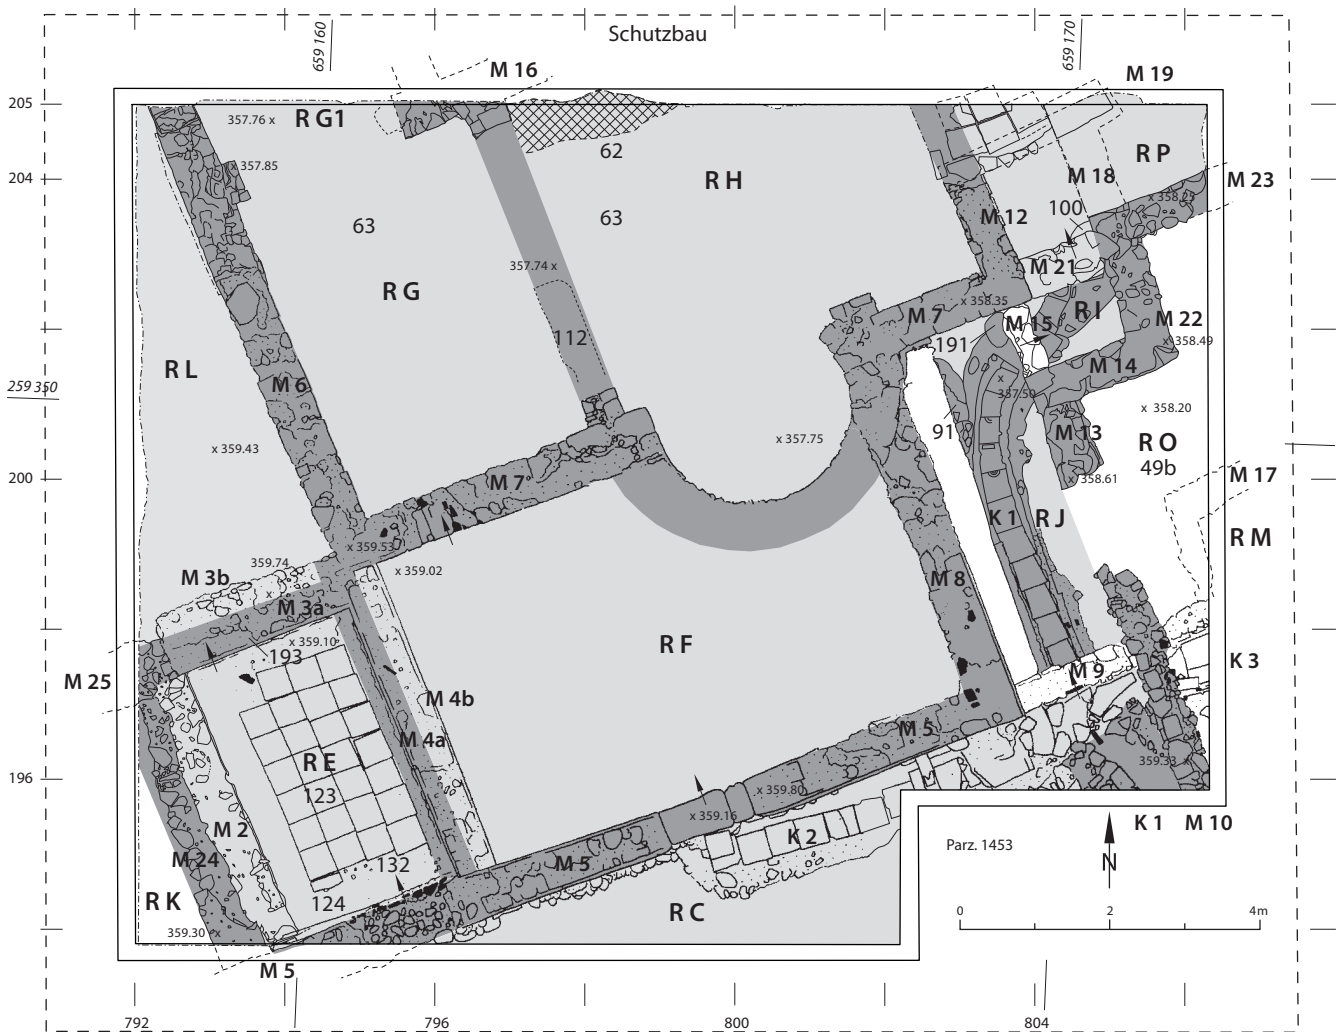 Schutzbau
659 160
659 170
M 16
M 19
205
R G1
357.76 x
62
R P
x 357.85
204
R H
M 18
M 23
x 358.25
63
63
M 12
100
357.74 x
M 21
R G
x 358.35
M 7
M 15
R I
M 22
112
191
x 358.49
R L
M 14
259 350
M 6
x
357.50
x 358.20
91
M 13
x 357.75
R O
x 359.43
49b
M 17
200
M 7
x 358.61
K 1
R J
R M
x 359.53
359.74
x 359.02
M 3b
x
M 8
M 3a
x 359.10
R F
193
K 3
M 25
M 9
M 4b
M 5
M 4a
R E
359.33 x
196
123
x 359.80
x 359.16
K 1
M 10
M 2
K 2
Parz. 1453
N
M 24
132
M 5
R K
124
R C
0
2
4m
359.30 x
M 5
792
796
800
804